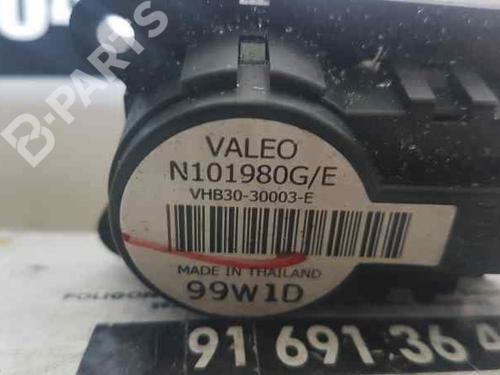 B-PARTS
VALEO
N101980G/E
VHB30-30003-E
MADE IN THAILAND
99W1D
91 691 36